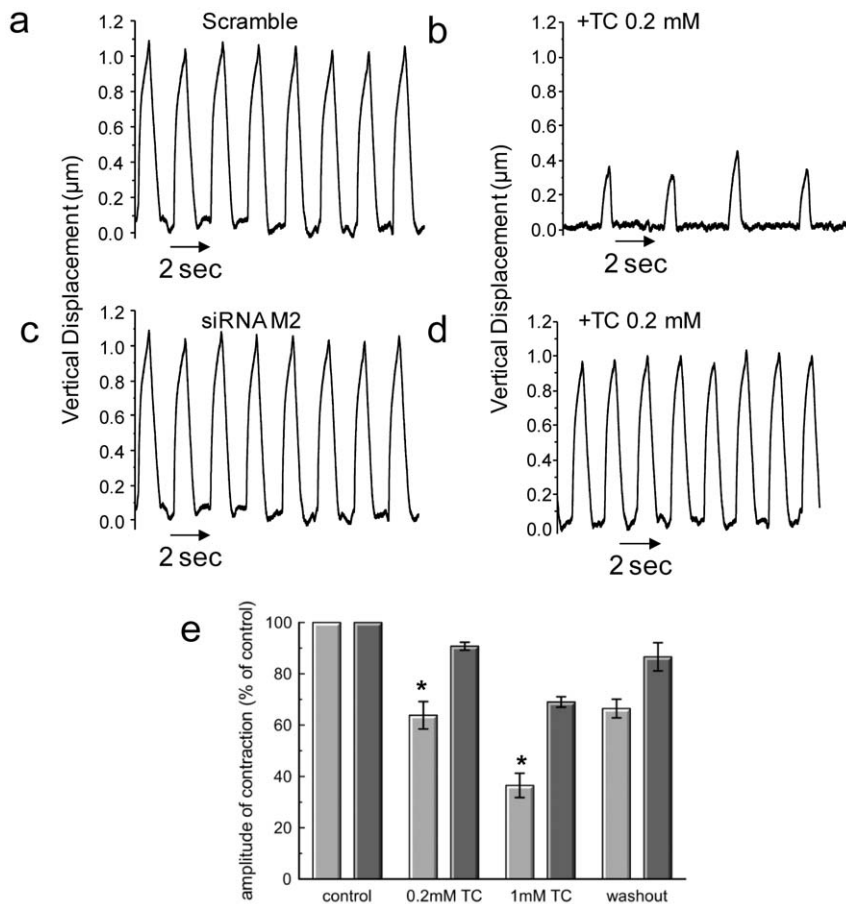 a
Scramble
1.2
1.0
0.8
0.6
0.4
0.2
0.0
2 sec
b
+TC 0.2 mM
1.2
1.0
0.8
0.6
0.4
0.2
0.0
2 sec
Vertical Displacement (µm)
Vertical Displacement (µm)
c
siRNA M2
1.2
1.0
0.8
0.6
0.4
0.2
0.0
2 sec
d
+TC 0.2 mM
1.2
1.0
0.8
0.6
0.4
0.2
0.0
2 sec
e
amplitude of contraction (% of control)
100
80
60
40
20
0
*
*
control 0.2mM TC 1mM TC washout